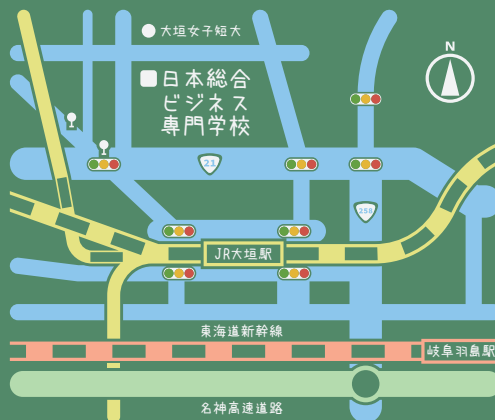 大垣女子短大
N
日本総合
ビジネス
専門学校
21
258
JR大垣駅
東海道新幹線
岐阜羽島駅
名神高速道路